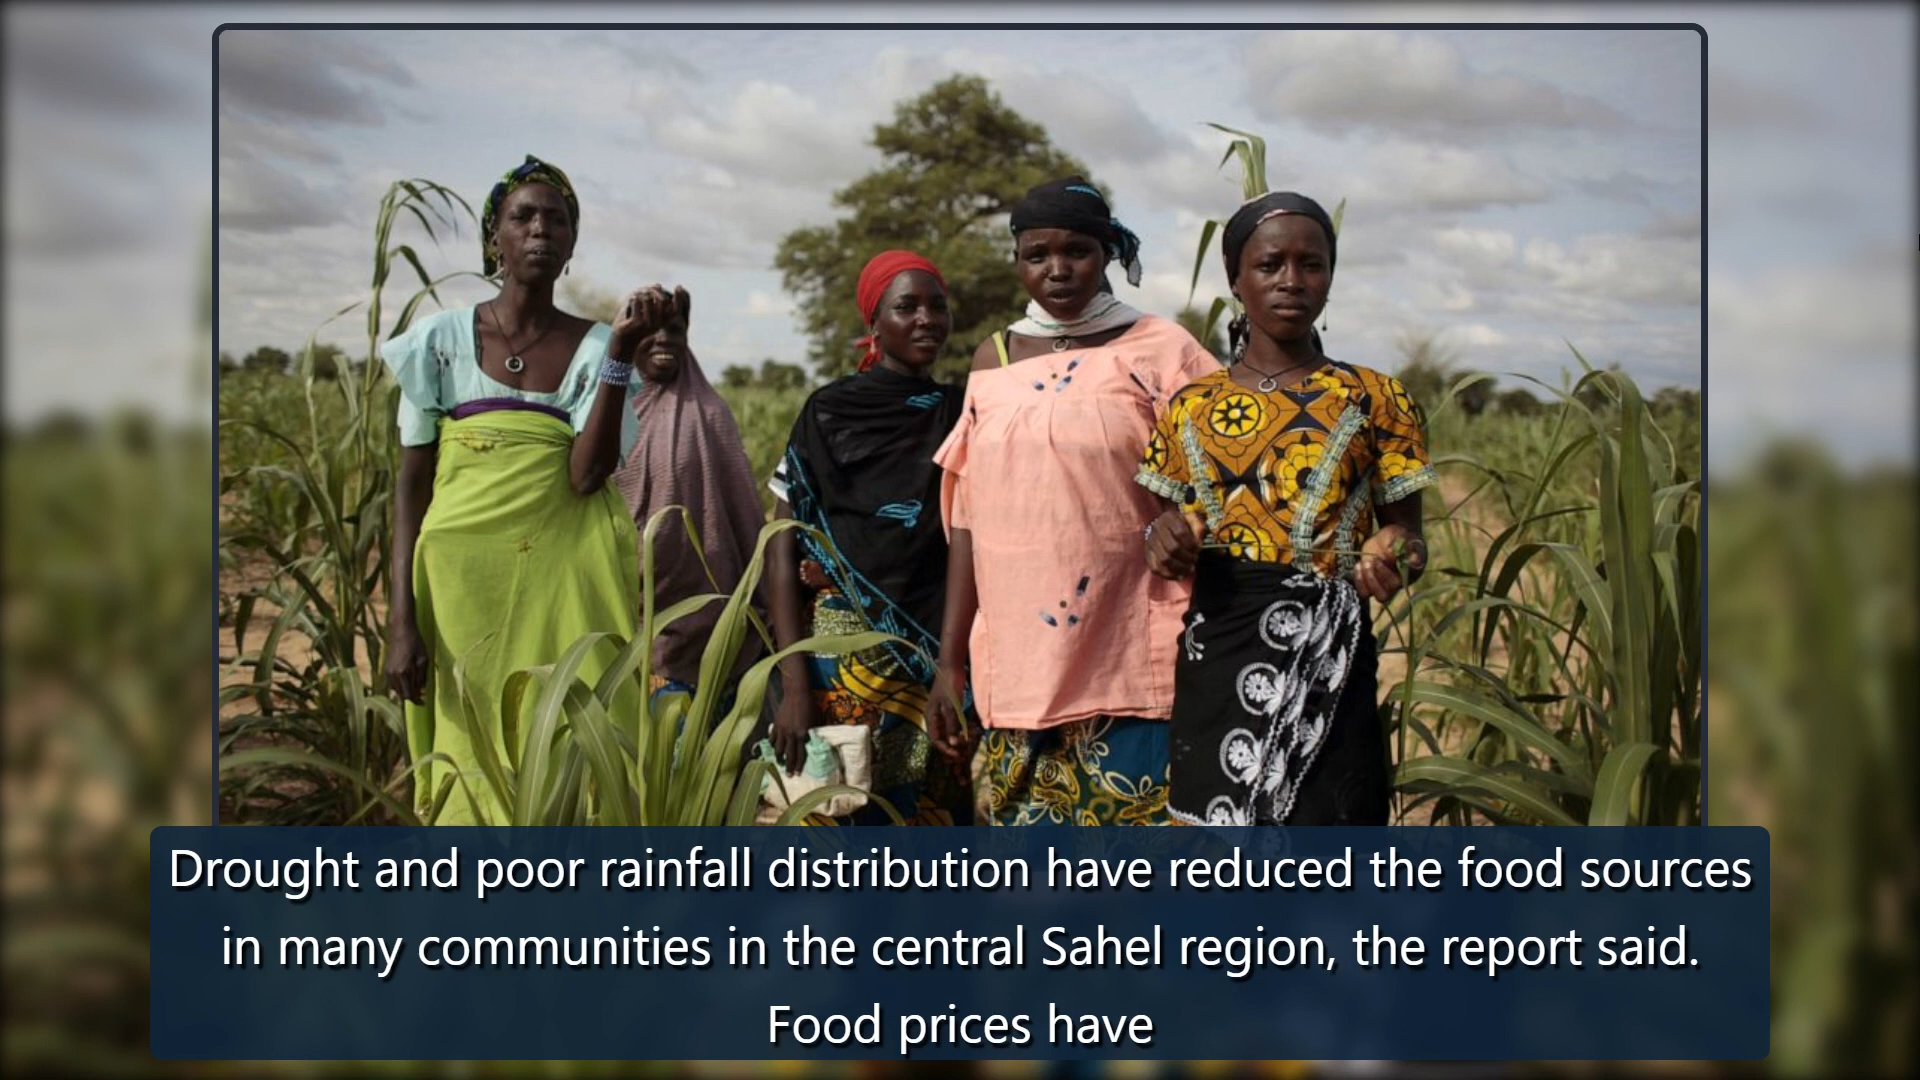 Drought and poor rainfall distribution have reduced the food sources
in many communities in the central Sahel region, the report said.
Food prices have